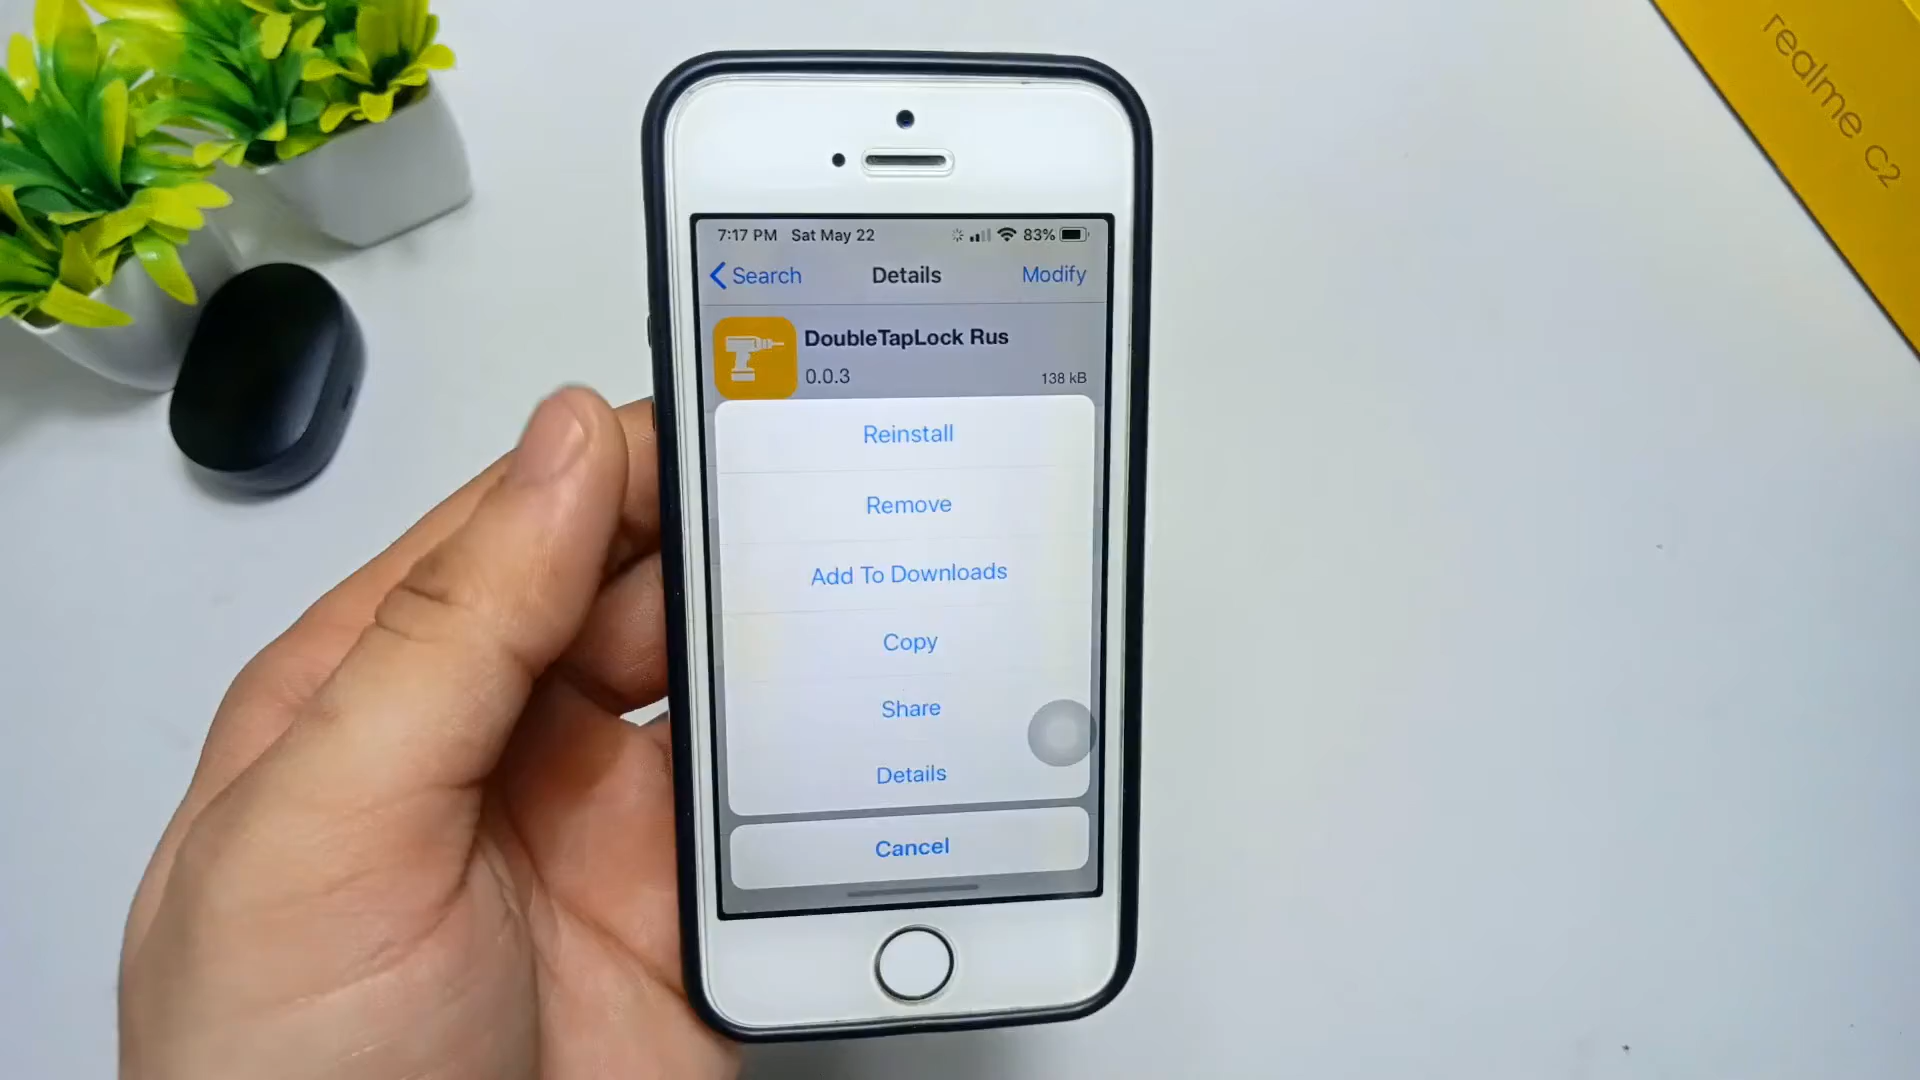 realme C2
7:17 PM Sat May 22 83%
Search Details Modify
DoubleTapLock Rus
0.0.3 138 kB
Reinstall
Remove
Add To Downloads
Copy
Share
Details
Cancel